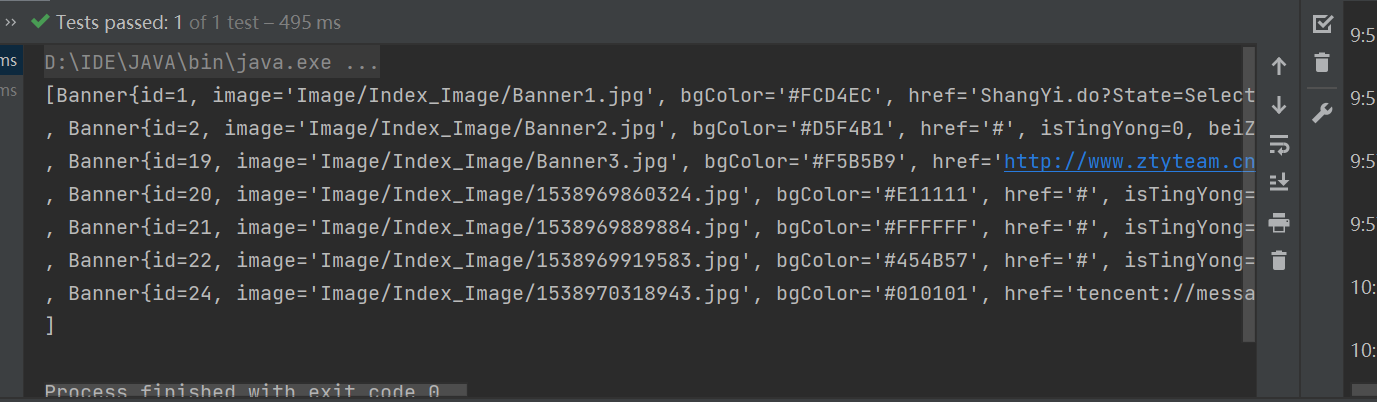 Tests passed: 1 of 1 test – 495 ms
ms
ms
D:\IDE\JAVA\bin\java.exe ...
[Banner{id=1, image='Image/Index_Image/Banner1.jpg', bgColor='#FCD4EC', href='ShangYi.do?State=Select
, Banner{id=2, image='Image/Index_Image/Banner2.jpg', bgColor='#D5F4B1', href='#', isTingYong=0, beiZ
, Banner{id=19, image='Image/Index_Image/Banner3.jpg', bgColor='#F5B5B9', href='http://www.ztyteam.cn
, Banner{id=20, image='Image/Index_Image/1538969860324.jpg', bgColor='#E11111', href='#', isTingYong=
, Banner{id=21, image='Image/Index_Image/1538969889884.jpg', bgColor='#FFFFFF', href='#', isTingYong=
, Banner{id=22, image='Image/Index_Image/1538969919583.jpg', bgColor='#454B57', href='#', isTingYong=
, Banner{id=24, image='Image/Index_Image/1538970318943.jpg', bgColor='#010101', href='tencent://messa
]
Process finished with exit code 0
9:5
9:5
9:5
9:5
10:
10: